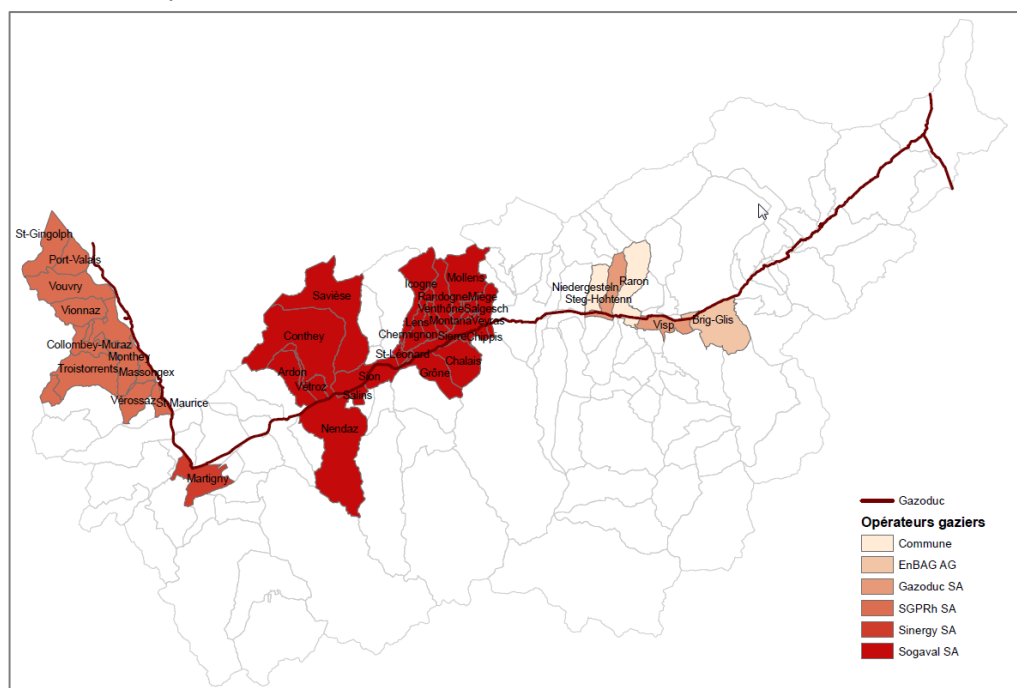 St-Gingolph
Port-Valais
Vouvry
Vionnaz
Collombey-Muraz
Monthey
Troistorrents
Massongex
Vérossaz
St-Maurice
Martigny
Savièse
Conthey
Ardon
Vétroz
Nendaz
Salins
Sion
St-Léonard
Icogne
Mollens
Randogne
Miège
Venthône
Salgesch
Lens
Montana
Veyras
Chermignon
Sierre
Chippis
Chalais
Grône
Niedergesteln
Steg-Hohtenn
Raron
Visp
Brig-Glis
Gazoduc
Opérateurs gaziers
Commune
EnBAG AG
Gazoduc SA
SGPRh SA
Sinergy SA
Sogaval SA